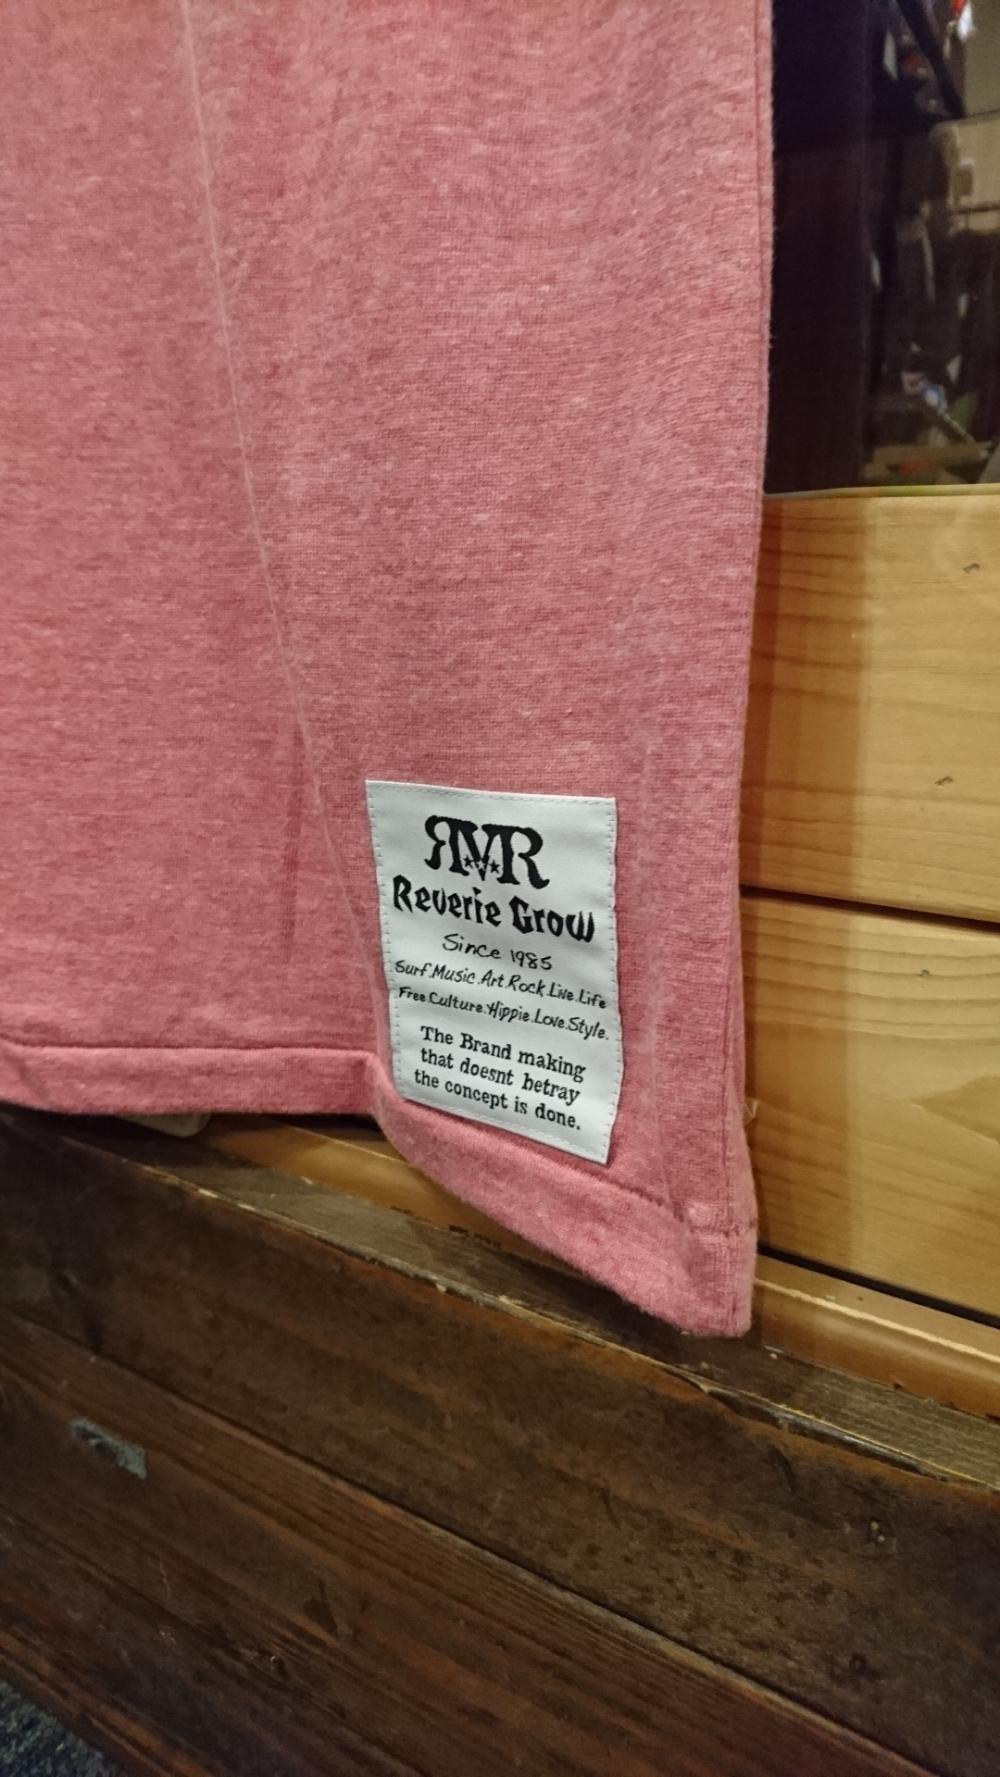 RVR
Reverie Grow
Since 1985
Surf.Music.Art.Rock.Live.Life
Free.Culture.Hippie.Love.Style.
The Brand making
that doesnt betray
the concept is done.